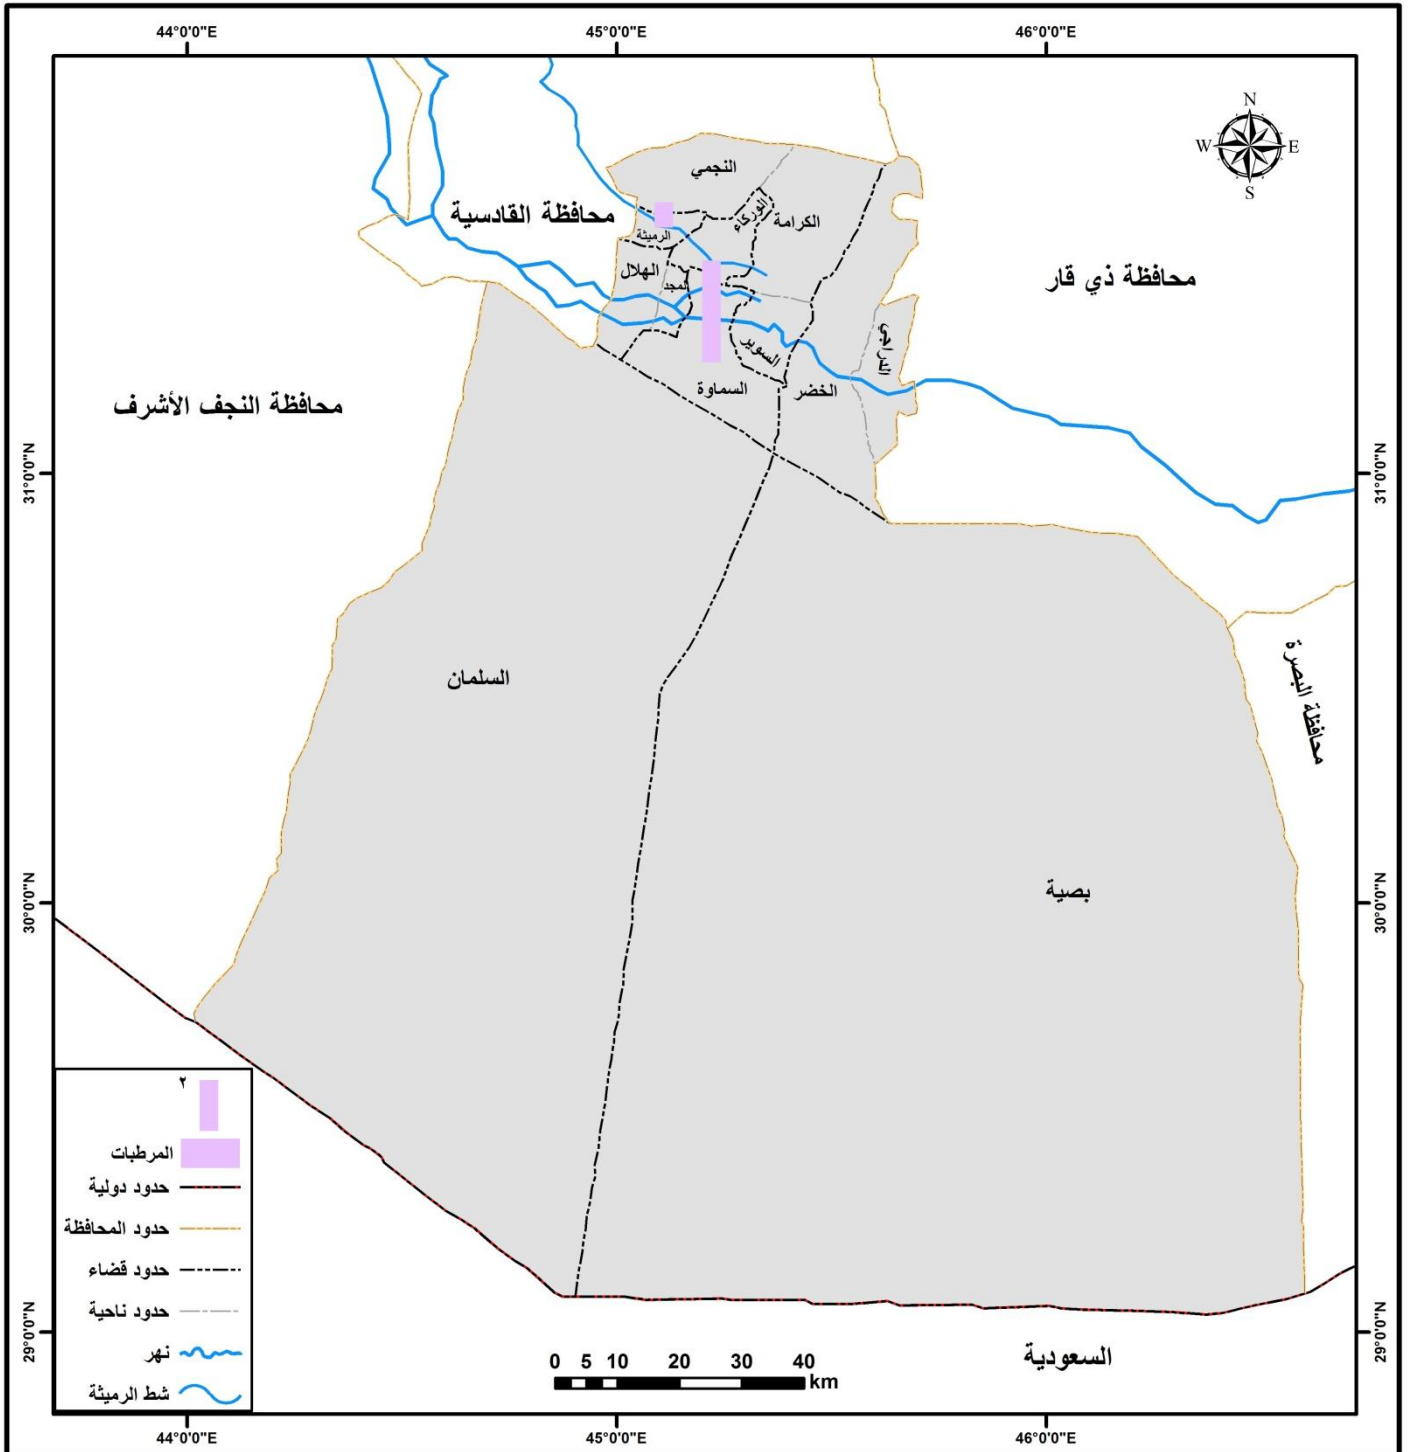 44°0'0"E
45°0'0"E
46°0'0"E
N
W
E
S
النجمي
الوركاء
الكرامة
محافظة القادسية
الرميثة
الهلال
المجد
محافظة ذي قار
السوير
الدراجي
السماوة
الخضر
محافظة النجف الأشرف
31°0'0"N
31°0'0"N
السلمان
محافظة البصرة
بصية
30°0'0"N
30°0'0"N
٢
المرطبات
حدود دولية
حدود المحافظة
حدود قضاء
حدود ناحية
نهر
شط الرميثة
29°0'0"N
29°0'0"N
السعودية
0 5 10 20 30 40
km
44°0'0"E
45°0'0"E
46°0'0"E